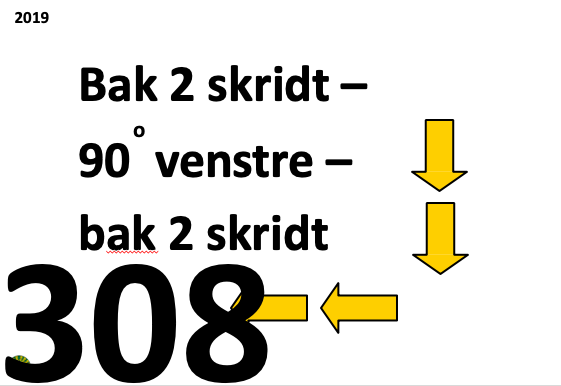 2019
Bak 2 skridt –
90° venstre –
bak 2 skridt
308